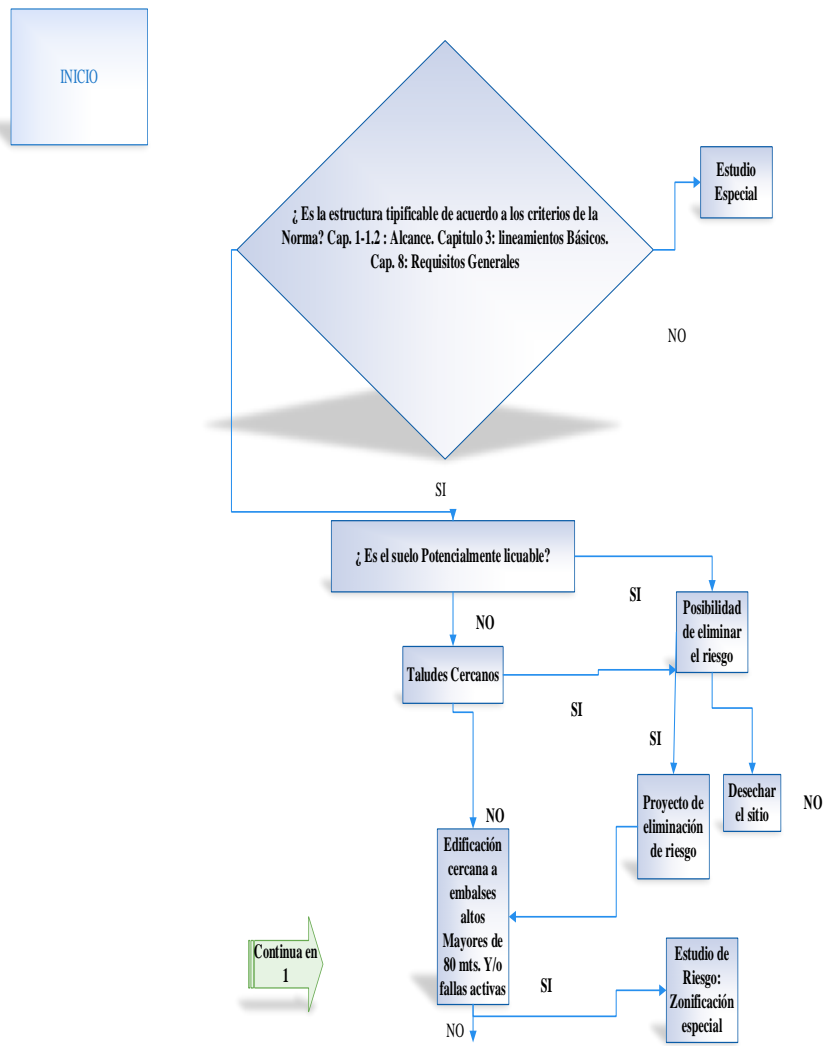 INICIO
¿ Es la estructura tipificable de acuerdo a los criterios de la
Norma? Cap. 1-1.2 : Alcance. Capitulo 3: lineamientos Básicos.
Cap. 8: Requisitos Generales
Estudio
Especial
NO
SI
¿ Es el suelo Potencialmente licuable?
SI
NO
Posibilidad
de eliminar
el riesgo
Taludes Cercanos
SI
SI
NO
Proyecto de
eliminación
de riesgo
Desechar
el sitio
NO
Edificación
cercana a
embalses
altos
Mayores de
80 mts. Y/o
fallas activas
Continua en
1
SI
Estudio de
Riesgo:
Zonificación
especial
NO